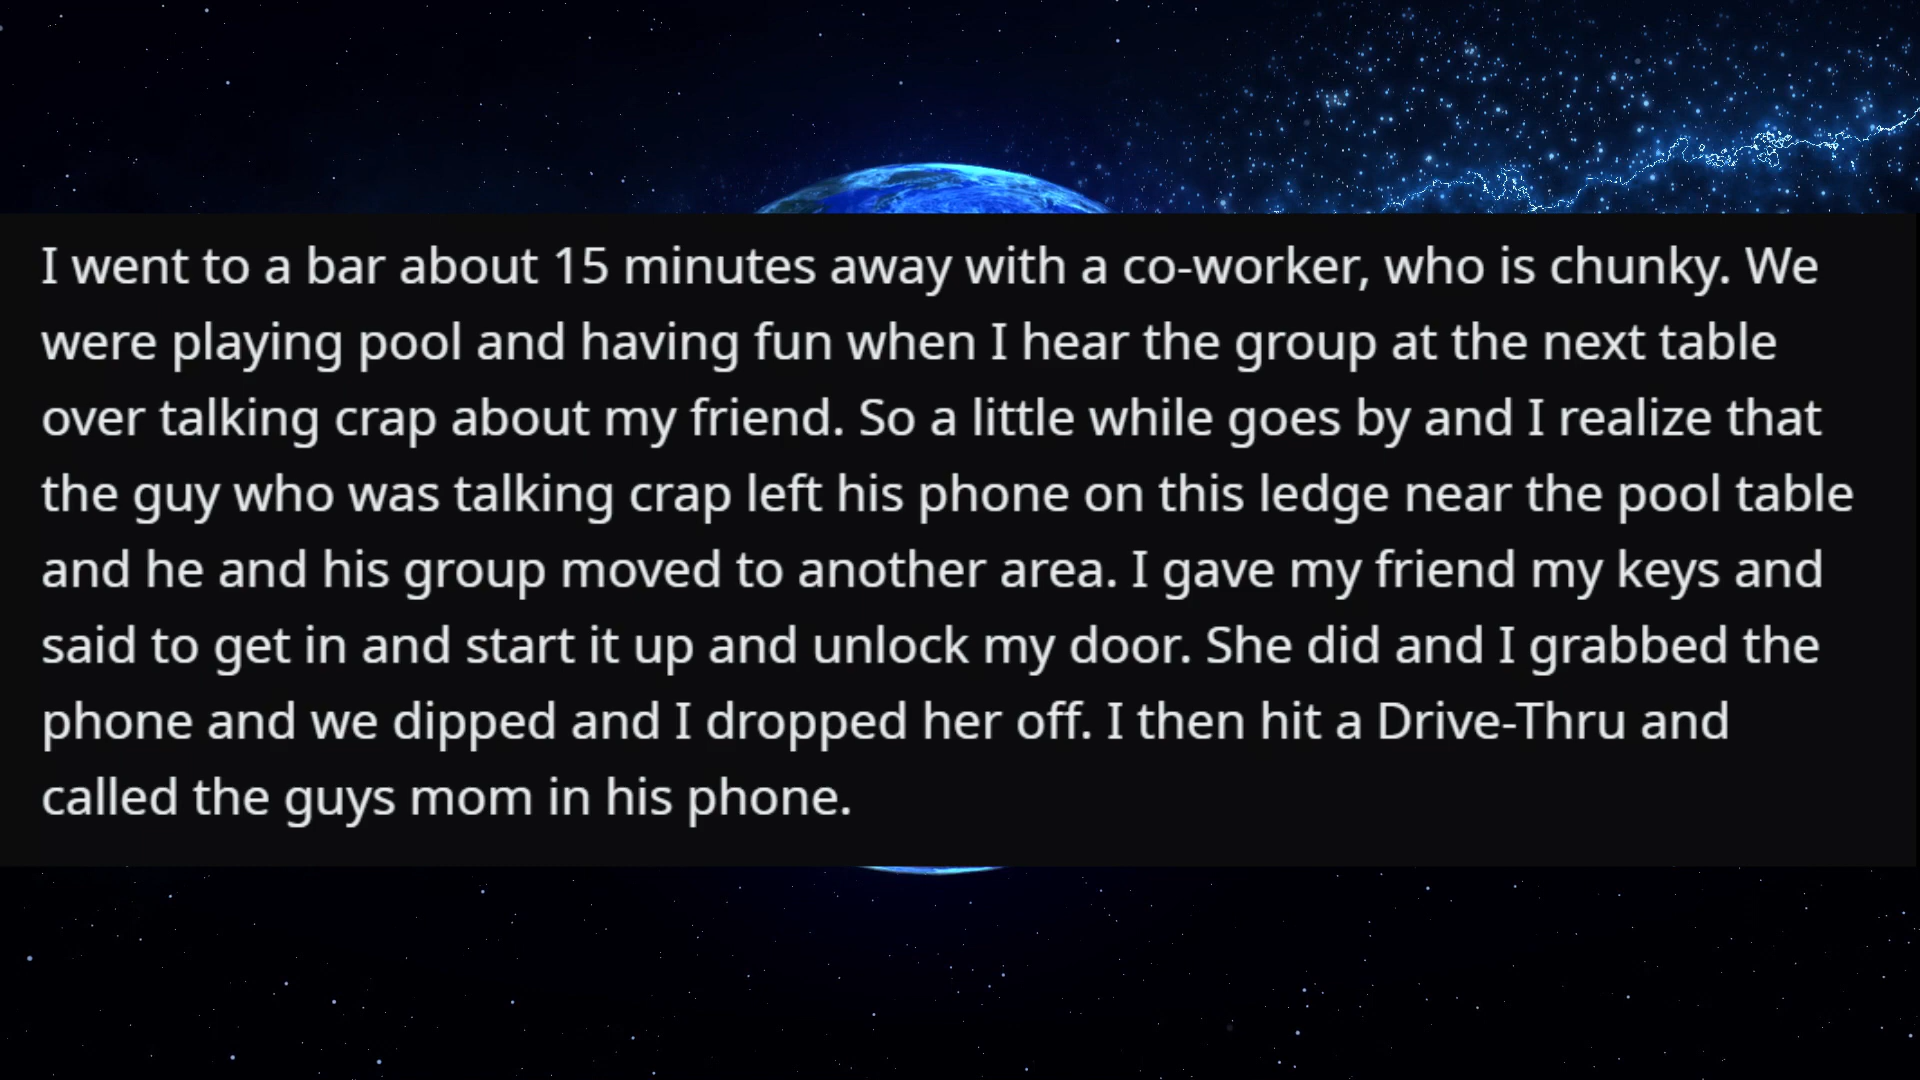 I went to a bar about 15 minutes away with a co-worker, who is chunky. We
were playing pool and having fun when I hear the group at the next table
over talking crap about my friend. So a little while goes by and I realize that
the guy who was talking crap left his phone on this ledge near the pool table
and he and his group moved to another area. I gave my friend my keys and
said to get in and start it up and unlock my door. She did and I grabbed the
phone and we dipped and I dropped her off. I then hit a Drive-Thru and
called the guys mom in his phone.